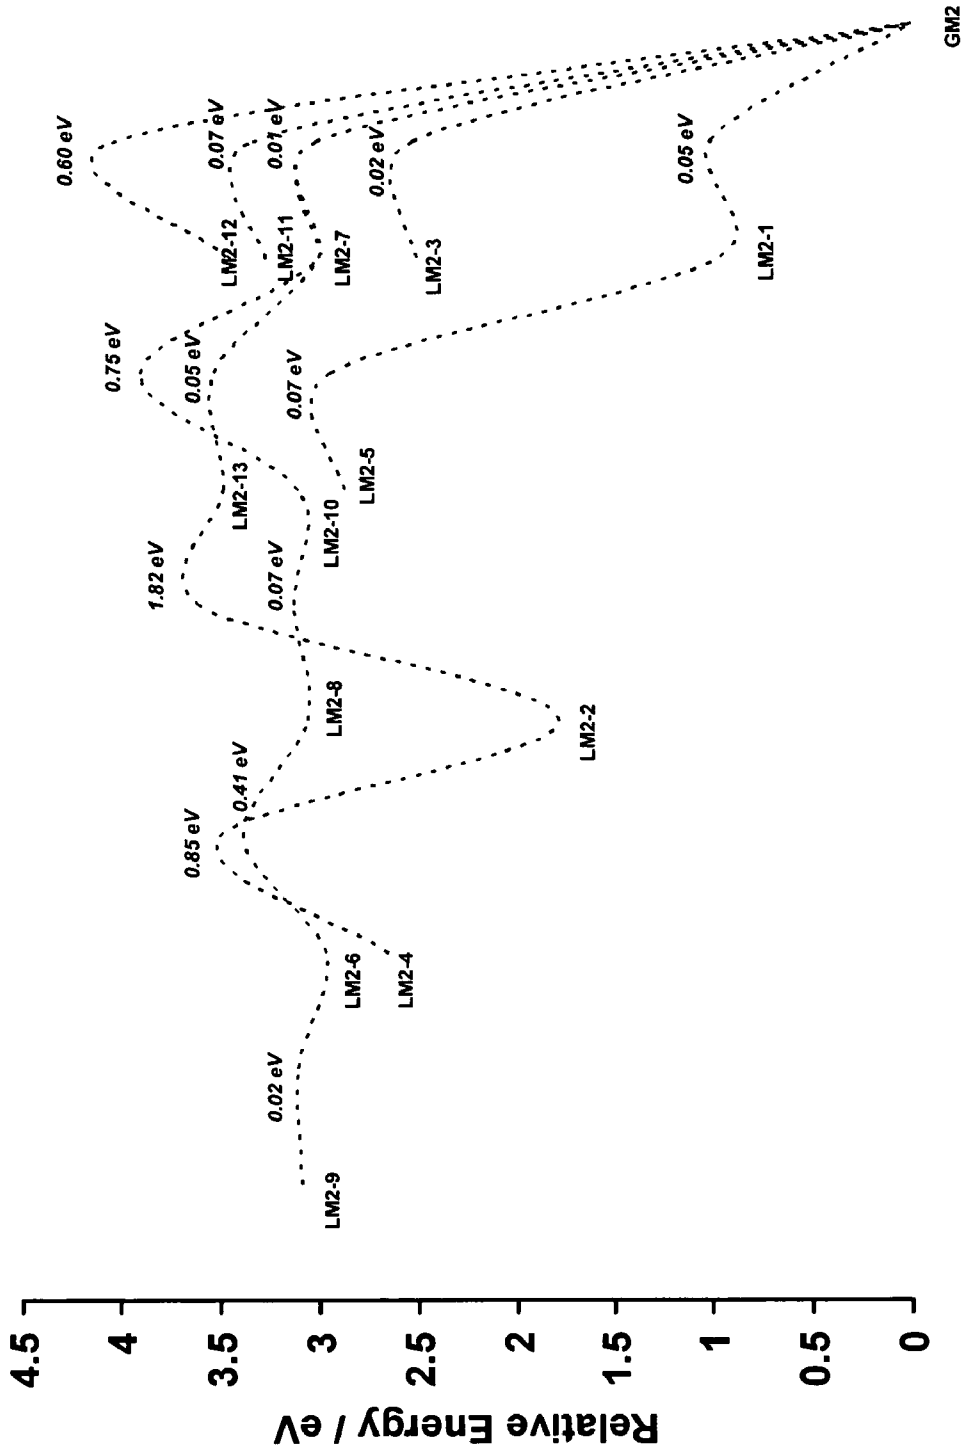 Relative Energy / eV
4.5
4
3.5
3
2.5
2
1.5
1
0.5
0
LM2-9
0.02 eV
LM2-6
LM2-4
0.85 eV
0.41 eV
LM2-8
LM2-2
1.82 eV
0.07 eV
LM2-13
LM2-10
LM2-5
0.75 eV
0.05 eV
0.07 eV
LM2-12
LM2-11
LM2-7
LM2-3
LM2-1
0.60 eV
0.07 eV
0.01 eV
0.02 eV
0.05 eV
GM2